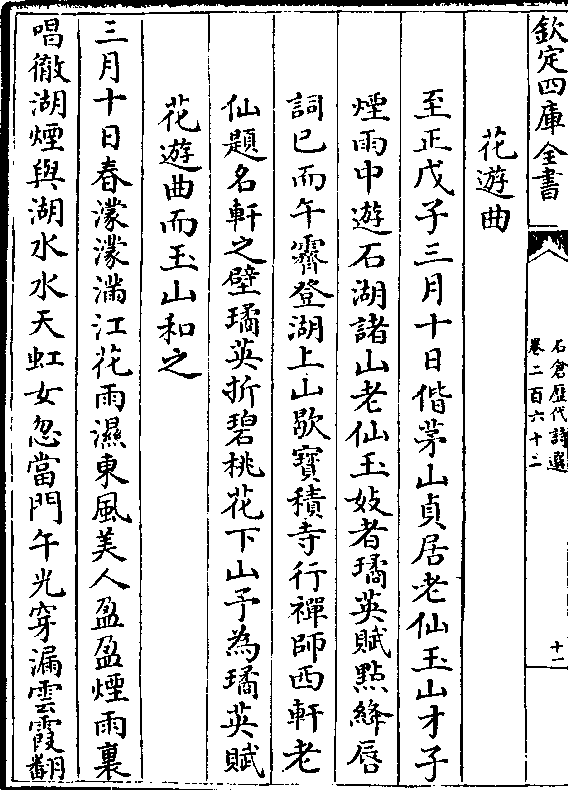 欽定四庫全書
石倉歷代詩選
卷二百六十二
十二
花遊曲
至正戊子三月十日偕茅山貞居老仙玉山才子
煙雨中遊石湖諸山老仙玉妓者璚英賦點絳唇
詞已而午霽登湖上山歇寶積寺行禪師西軒老
仙題名軒之壁璚英折碧桃花下山予為璚英賦
花遊曲而玉山和之
三月十日春濛濛滿江花雨濕東風美人盈盈煙雨裏
唱徹湖煙與湖水水天虹女忽當門午光穿漏雲霞翻